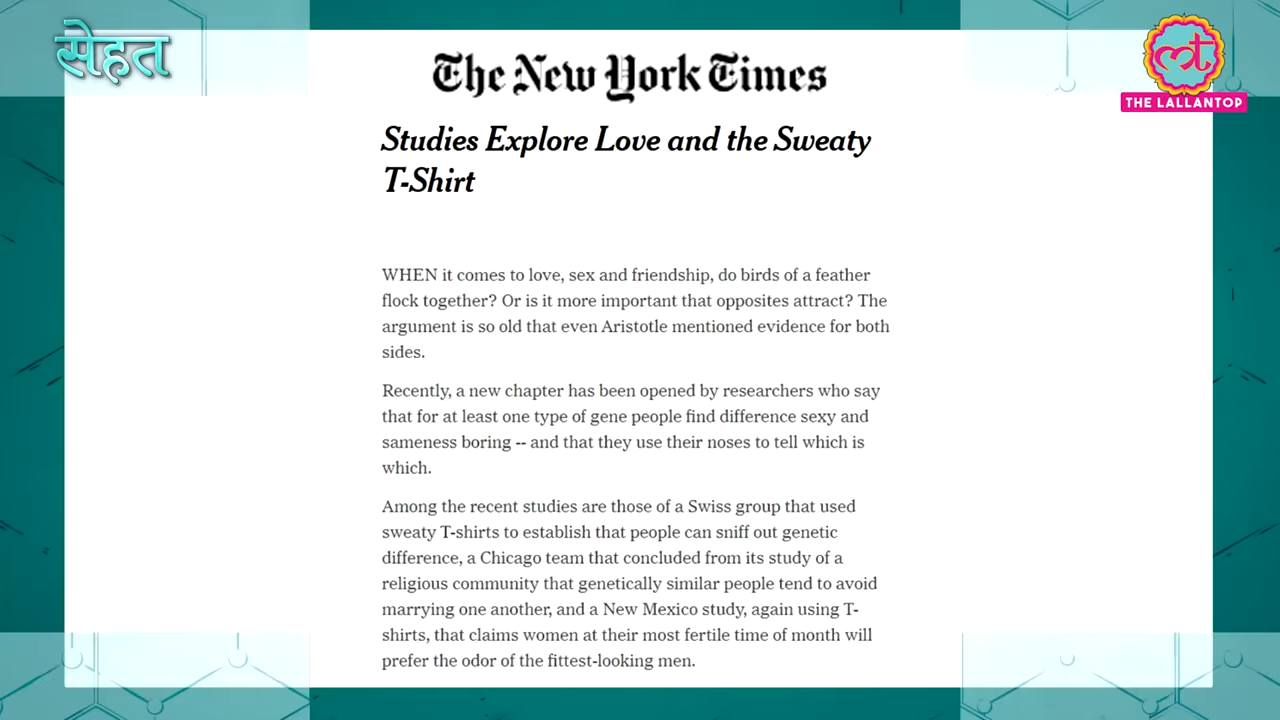 सेहत
The New York Times
mt
THE LALLANTOP
Studies Explore Love and the Sweaty
T-Shirt
WHEN it comes to love, sex and friendship, do birds of a feather
flock together? Or is it more important that opposites attract? The
argument is so old that even Aristotle mentioned evidence for both
sides.
Recently, a new chapter has been opened by researchers who say
that for at least one type of gene people find difference sexy and
sameness boring -- and that they use their noses to tell which is
which.
Among the recent studies are those of a Swiss group that used
sweaty T-shirts to establish that people can sniff out genetic
difference, a Chicago team that concluded from its study of a
religious community that genetically similar people tend to avoid
marrying one another, and a New Mexico study, again using T-
shirts, that claims women at their most fertile time of month will
prefer the odor of the fittest-looking men.